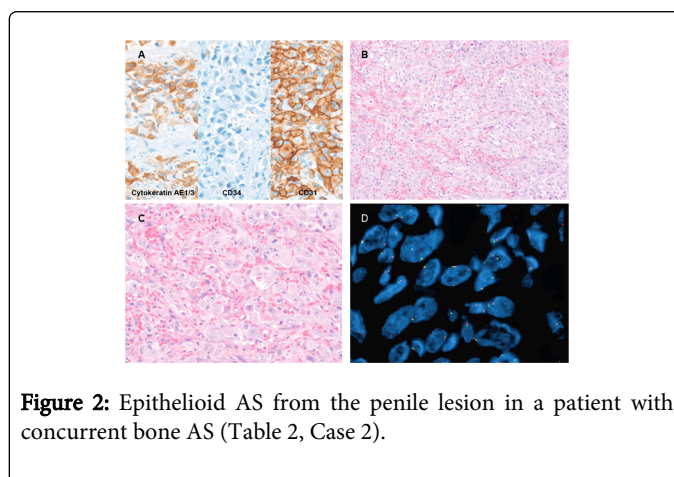 A
B
Cytokeratin AE1/3 CD34 CD31
C
D
Figure 2: Epithelioid AS from the penile lesion in a patient with
concurrent bone AS (Table 2, Case 2).